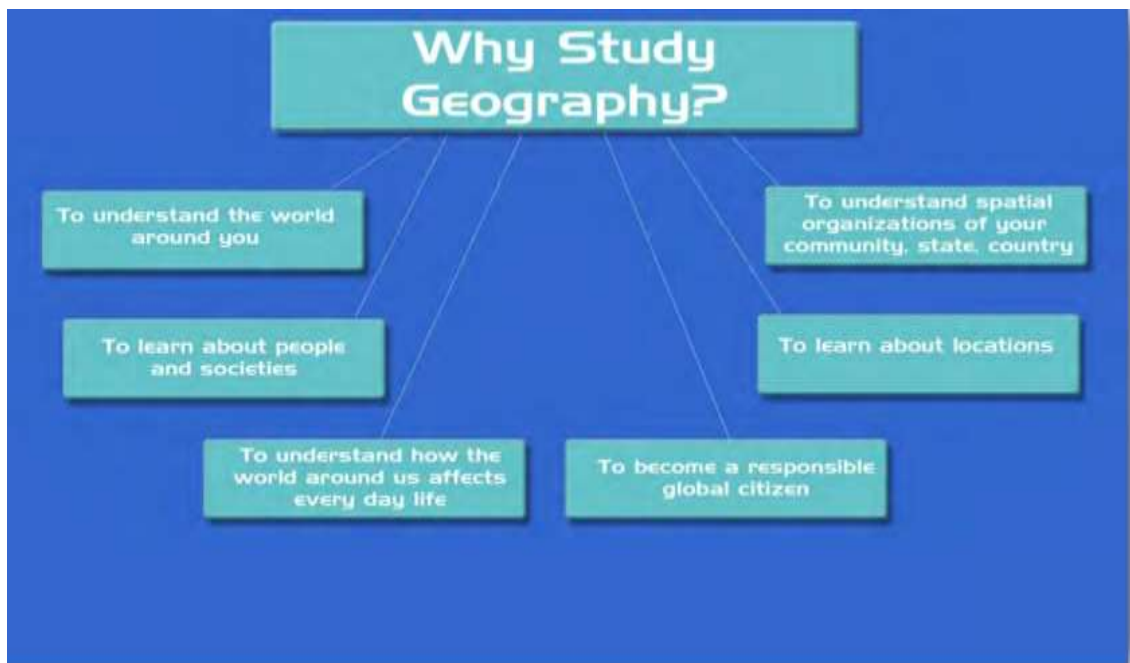 Why Study
Geography?
To understand the world
around you
To learn about people
and societies
To understand how the
world around us affects
every day life
To become a responsible
global citizen
To learn about locations
To understand spatial
organizations of your
community, state, country